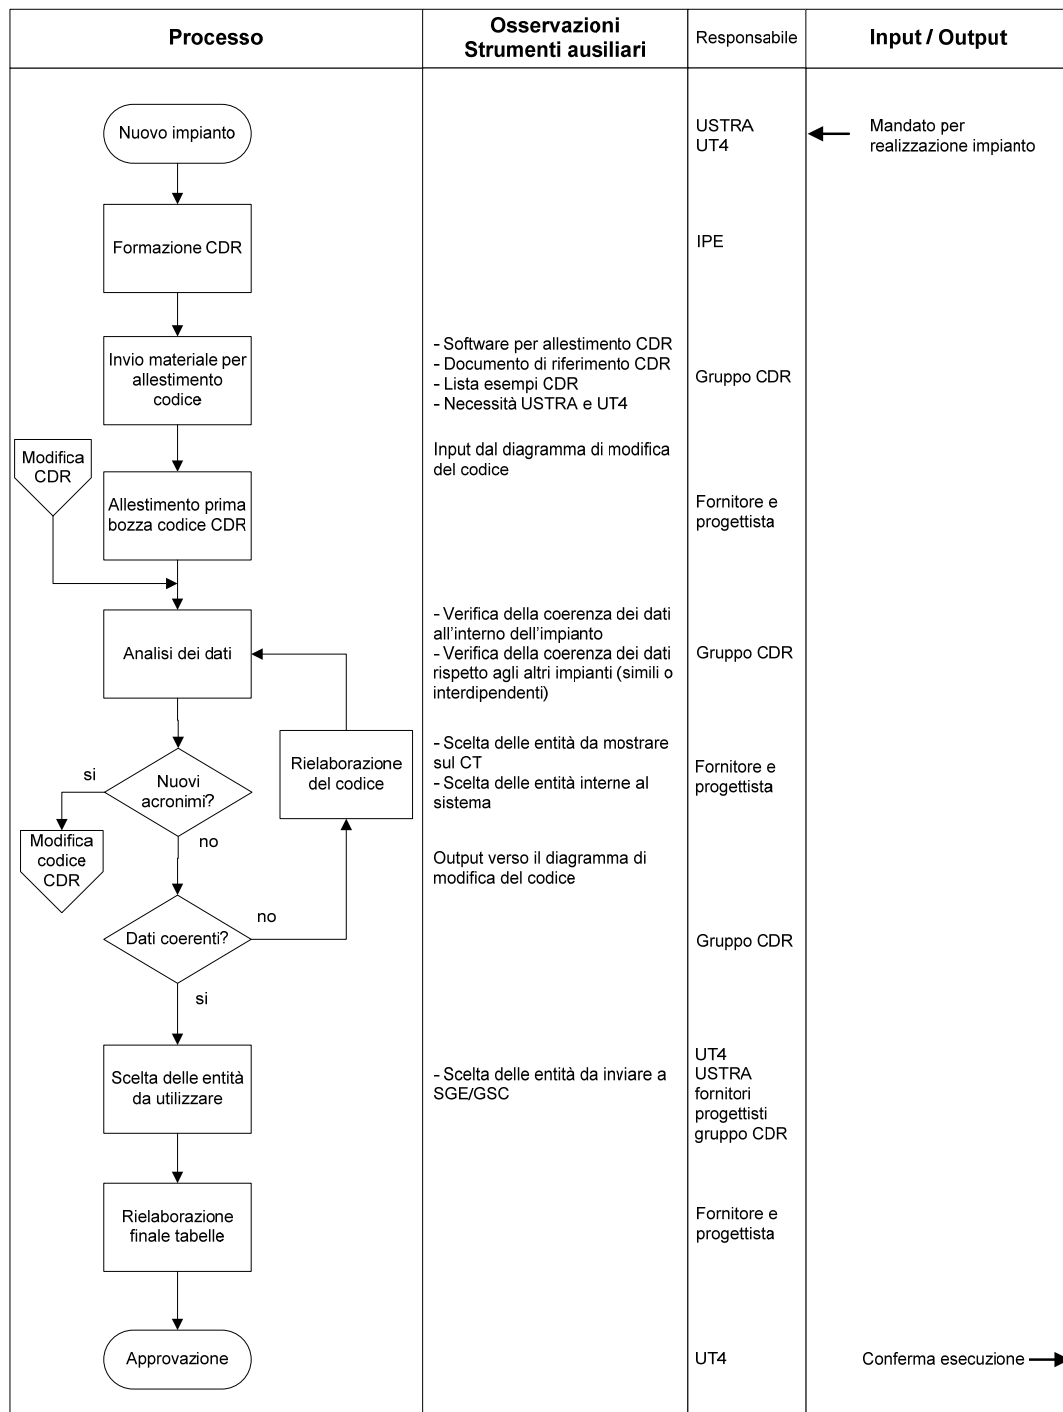 Processo
Osservazioni
Strumenti ausiliari
Responsabile
Input / Output
Nuovo impianto
USTRA
UT4
Mandato per
realizzazione impianto
Formazione CDR
IPE
Invio materiale per
allestimento
codice
- Software per allestimento CDR
- Documento di riferimento CDR
- Lista esempi CDR
- Necessità USTRA e UT4
Gruppo CDR
Modifica
CDR
Input dal diagramma di modifica
del codice
Allestimento prima
bozza codice CDR
Fornitore e
progettista
Analisi dei dati
- Verifica della coerenza dei dati
all'interno dell'impianto
- Verifica della coerenza dei dati
rispetto agli altri impianti (simili o
interdipendenti)
Gruppo CDR
si
Nuovi
acronimi?
no
Rielaborazione
del codice
- Scelta delle entità da mostrare
sul CT
- Scelta delle entità interne al
sistema
Fornitore e
progettista
Modifica
codice
CDR
Output verso il diagramma di
modifica del codice
Dati coerenti?
no
si
Gruppo CDR
Scelta delle entità
da utilizzare
- Scelta delle entità da inviare a
SGE/GSC
UT4
USTRA
fornitori
progettisti
gruppo CDR
Rielaborazione
finale tabelle
Fornitore e
progettista
Approvazione
UT4
Conferma esecuzione